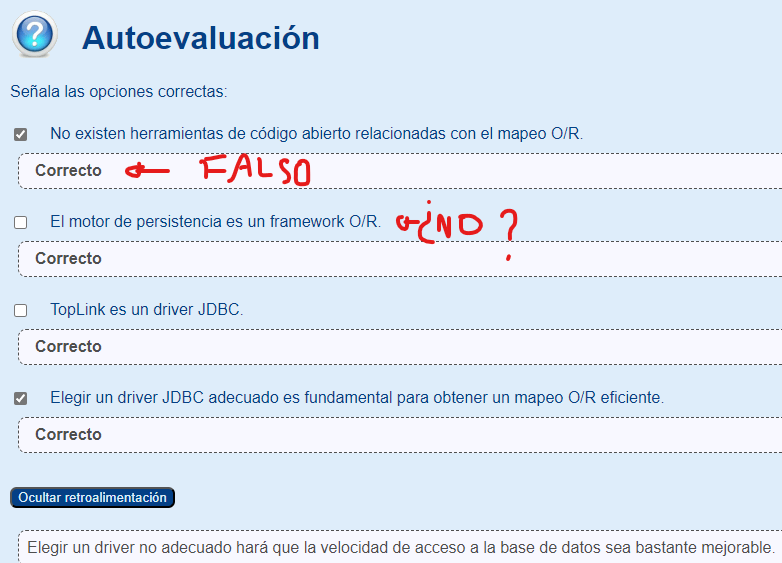 Autoevaluación
Señala las opciones correctas:
No existen herramientas de código abierto relacionadas con el mapeo O/R.
Correcto FALSO
El motor de persistencia es un framework O/R. ¿NO?
Correcto
TopLink es un driver JDBC.
Correcto
Elegir un driver JDBC adecuado es fundamental para obtener un mapeo O/R eficiente.
Correcto
Ocultar retroalimentación
Elegir un driver no adecuado hará que la velocidad de acceso a la base de datos sea bastante mejorable.